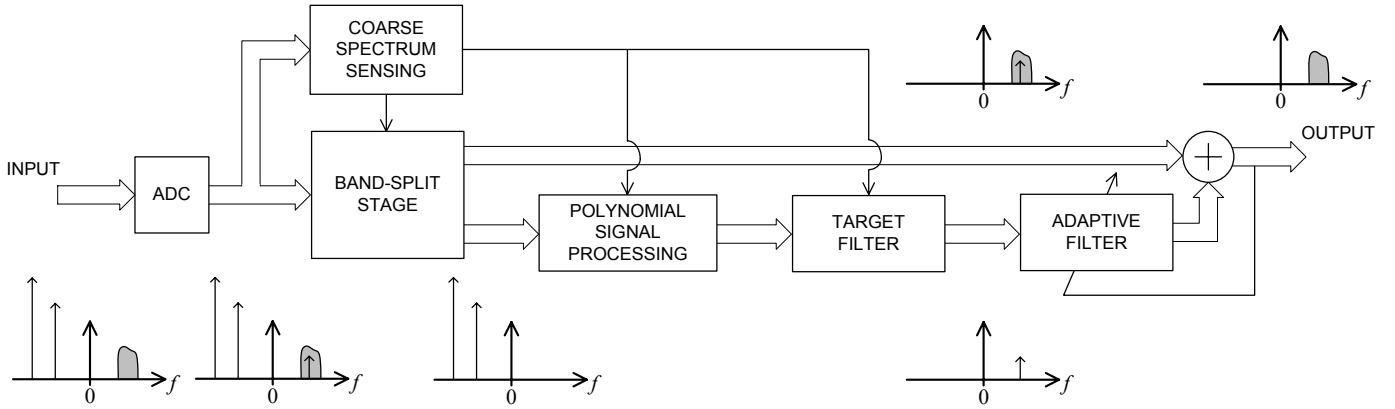 COARSE
SPECTRUM
SENSING
0
f
0
f
OUTPUT
INPUT
ADC
BAND-SPLIT
STAGE
POLYNOMIAL
SIGNAL
PROCESSING
TARGET
FILTER
ADAPTIVE
FILTER
0
f
0
f
0
f
0
f